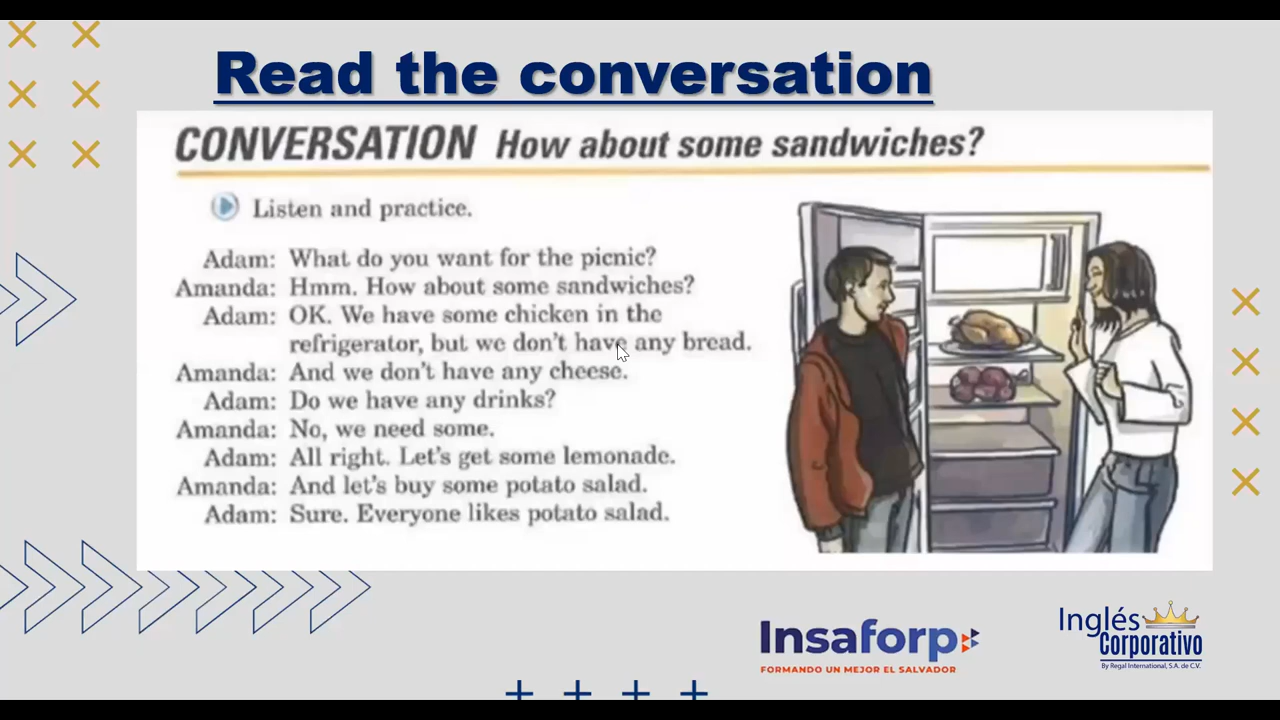 Read the conversation
CONVERSATION How about some sandwiches?
Listen and practice.
Adam: What do you want for the picnic?
Amanda: Hmm. How about some sandwiches?
Adam: OK. We have some chicken in the
refrigerator, but we don't have any bread.
Amanda: And we don't have any cheese.
Adam: Do we have any drinks?
Amanda: No, we need some.
Adam: All right. Let's get some lemonade.
Amanda: And let's buy some potato salad.
Adam: Sure. Everyone likes potato salad.
Insaforp
FORMANDO UN MEJOR EL SALVADOR
Inglés
Corporativo
By Regal International, S.A. de C.V.